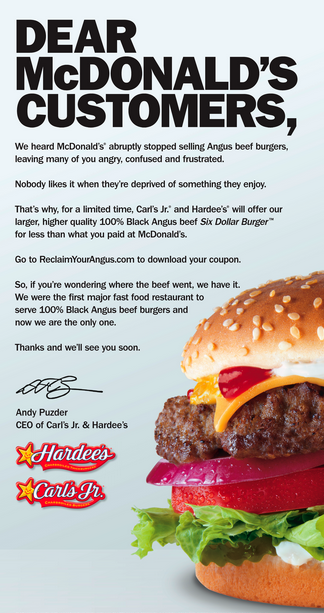 DEAR
McDONALD'S
CUSTOMERS,
We heard McDonald's® abruptly stopped selling Angus beef burgers,
leaving many of you angry, confused and frustrated.
Nobody likes it when they're deprived of something they enjoy.
That's why, for a limited time, Carl's Jr.® and Hardee's® will offer our
larger, higher quality 100% Black Angus beef Six Dollar Burger™
for less than what you paid at McDonald's.
Go to ReclaimYourAngus.com to download your coupon.
So, if you're wondering where the beef went, we have it.
We were the first major fast food restaurant to
serve 100% Black Angus beef burgers and
now we are the only one.
Thanks and we'll see you soon.
Andy Puzder
CEO of Carl's Jr. & Hardee's
Hardee's
Carl's Jr.